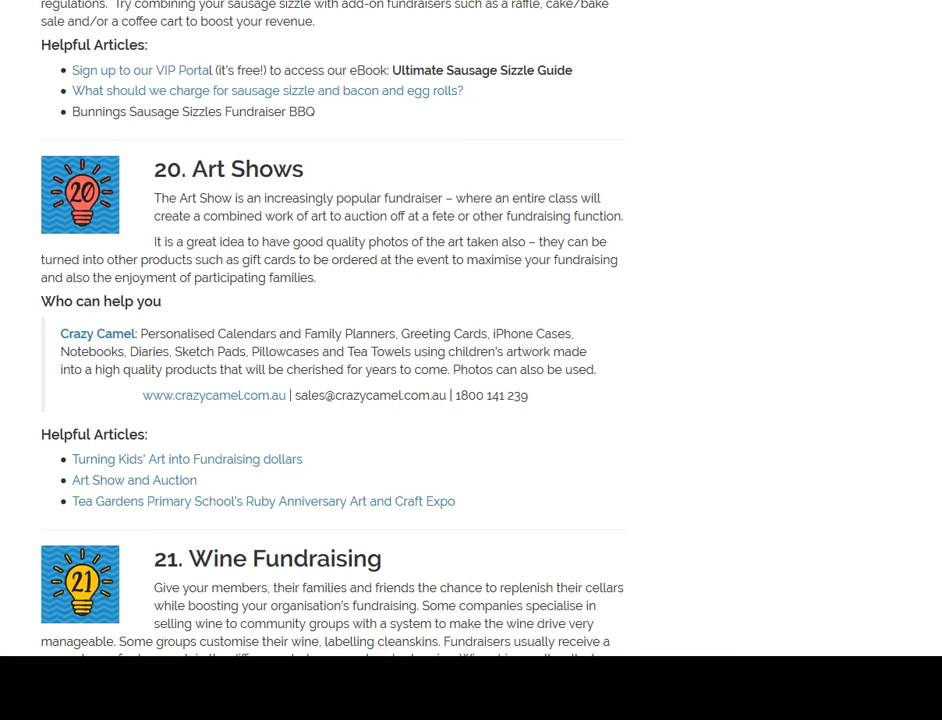 regulations. Try combining your sausage sizzle with add-on fundraisers such as a raffle, cake/bake
sale and/or a coffee cart to boost your revenue.
Helpful Articles:
• Sign up to our VIP Portal (it's free!) to access our eBook: Ultimate Sausage Sizzle Guide
• What should we charge for sausage sizzle and bacon and egg rolls?
• Bunnings Sausage Sizzles Fundraiser BBQ
20
20. Art Shows
The Art Show is an increasingly popular fundraiser – where an entire class will
create a combined work of art to auction off at a fete or other fundraising function.
It is a great idea to have good quality photos of the art taken also – they can be
turned into other products such as gift cards to be ordered at the event to maximise your fundraising
and also the enjoyment of participating families.
Who can help you
Crazy Camel: Personalised Calendars and Family Planners, Greeting Cards, iPhone Cases,
Notebooks, Diaries, Sketch Pads, Pillowcases and Tea Towels using children's artwork made
into a high quality products that will be cherished for years to come. Photos can also be used.
www.crazycamel.com.au | sales@crazycamel.com.au | 1800 141 239
Helpful Articles:
• Turning Kids' Art into Fundraising dollars
• Art Show and Auction
• Tea Gardens Primary School's Ruby Anniversary Art and Craft Expo
21
21. Wine Fundraising
Give your members, their families and friends the chance to replenish their cellars
while boosting your organisation's fundraising. Some companies specialise in
selling wine to community groups with a system to make the wine drive very
manageable. Some groups customise their wine, labelling cleanskins. Fundraisers usually receive a